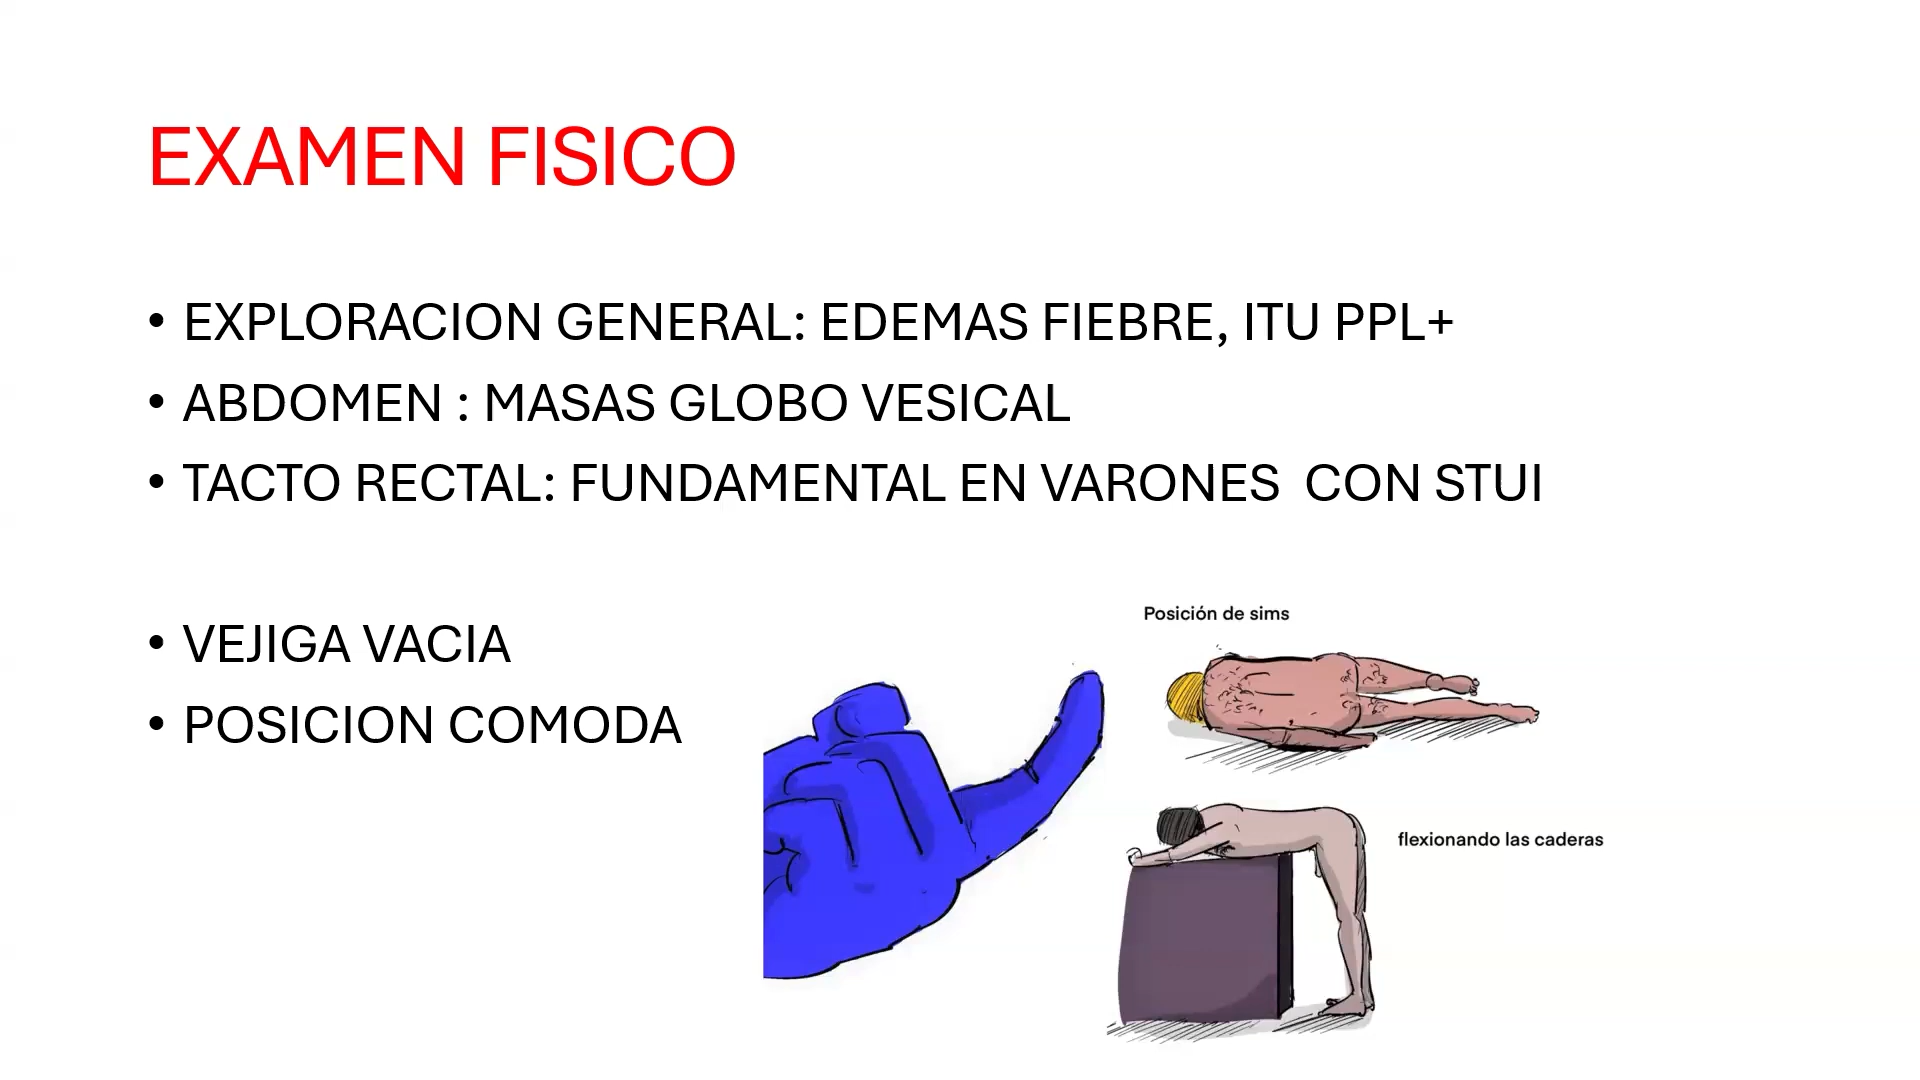 EXAMEN FISICO
• EXPLORACION GENERAL: EDEMAS FIEBRE, ITU PPL+
• ABDOMEN : MASAS GLOBO VESICAL
• TACTO RECTAL: FUNDAMENTAL EN VARONES  CON STUI
• VEJIGA VACIA
• POSICION COMODA
Posición de sims
flexionando las caderas